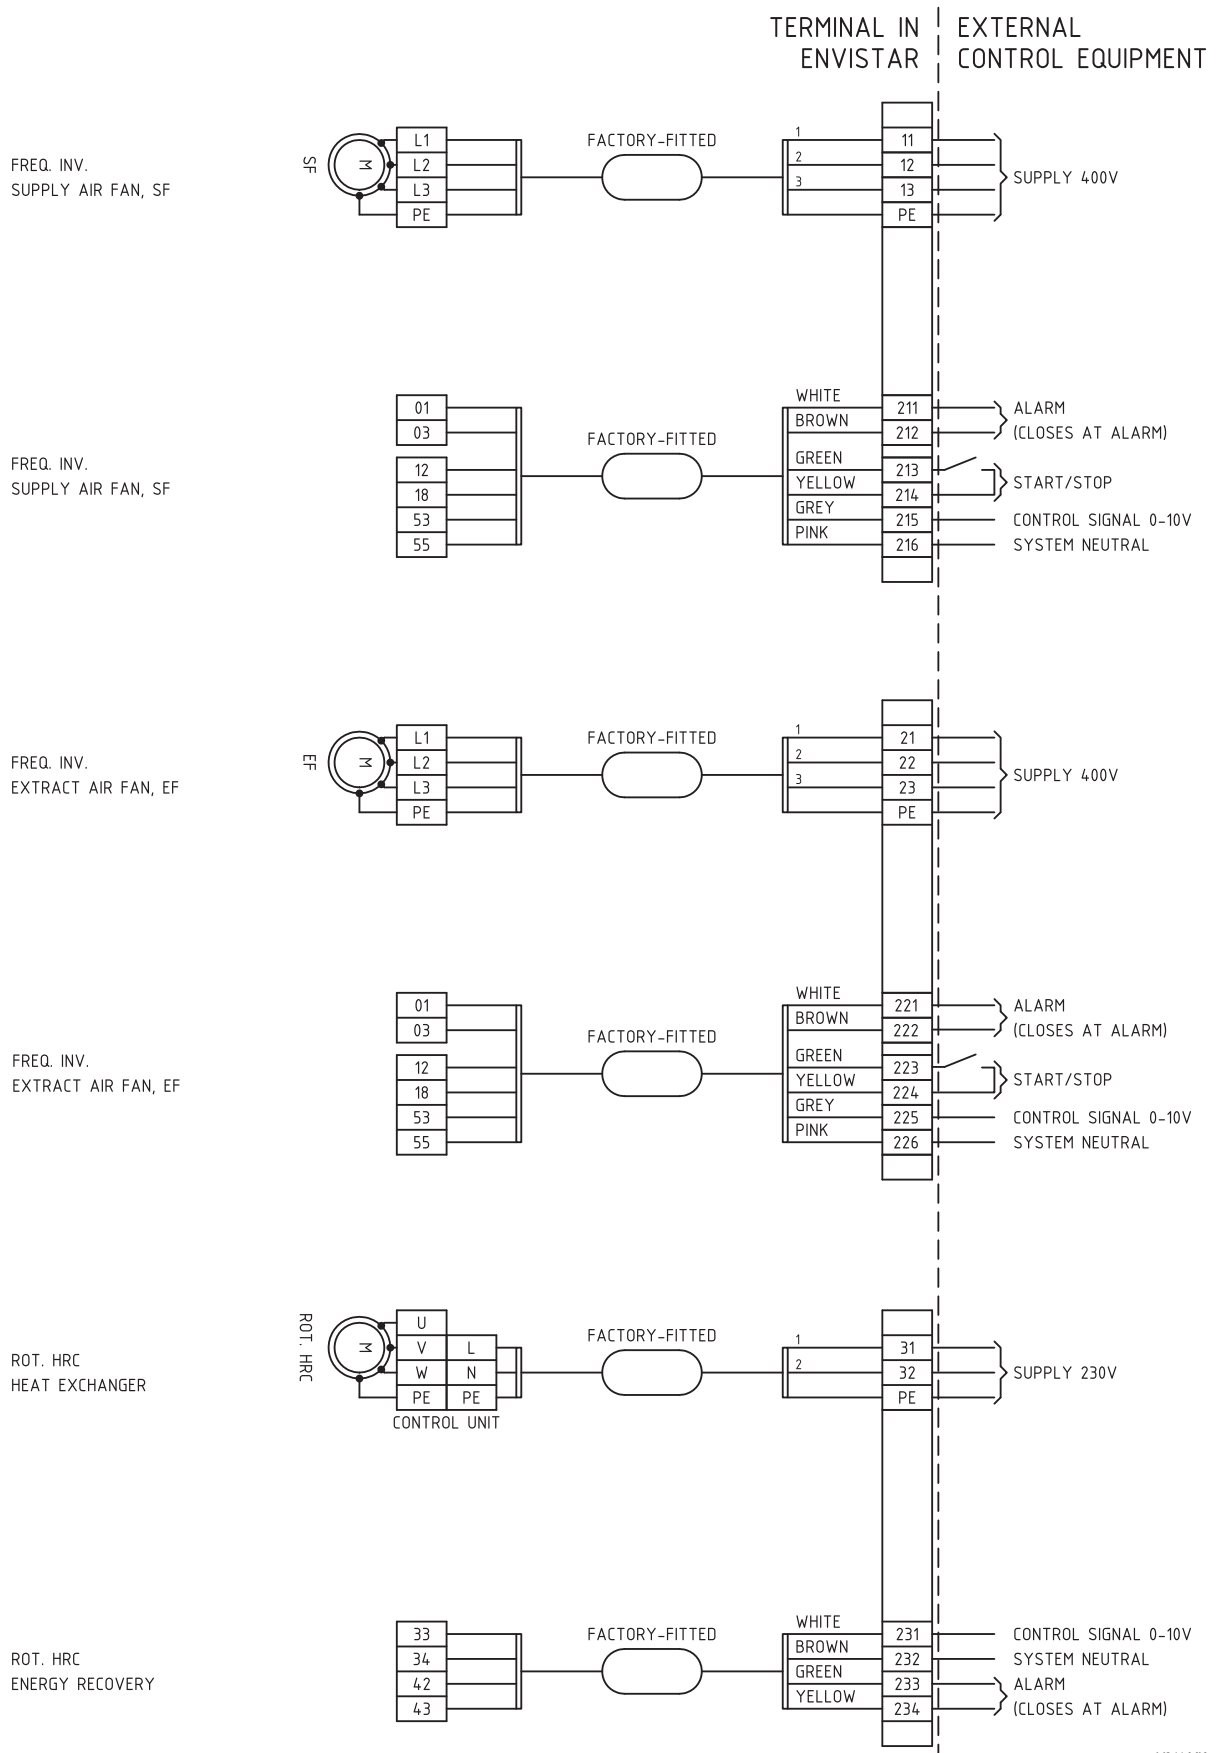 TERMINAL IN
ENVISTAR
EXTERNAL
CONTROL EQUIPMENT
FREQ. INV.
SUPPLY AIR FAN, SF
SF
M
L1
L2
L3
PE
FACTORY-FITTED
1
2
3
11
12
13
PE
SUPPLY 400V
FREQ. INV.
SUPPLY AIR FAN, SF
01
03
12
18
53
55
FACTORY-FITTED
WHITE
BROWN
GREEN
YELLOW
GREY
PINK
211
212
213
214
215
216
ALARM
(CLOSES AT ALARM)
START/STOP
CONTROL SIGNAL 0-10V
SYSTEM NEUTRAL
FREQ. INV.
EXTRACT AIR FAN, EF
EF
M
L1
L2
L3
PE
FACTORY-FITTED
1
2
3
21
22
23
PE
SUPPLY 400V
FREQ. INV.
EXTRACT AIR FAN, EF
01
03
12
18
53
55
FACTORY-FITTED
WHITE
BROWN
GREEN
YELLOW
GREY
PINK
221
222
223
224
225
226
ALARM
(CLOSES AT ALARM)
START/STOP
CONTROL SIGNAL 0-10V
SYSTEM NEUTRAL
ROT. HRC
HEAT EXCHANGER
ROT. HRC
M
U
V L
W N
PE PE
CONTROL UNIT
FACTORY-FITTED
1
2
31
32
PE
SUPPLY 230V
ROT. HRC
ENERGY RECOVERY
33
34
42
43
FACTORY-FITTED
WHITE
BROWN
GREEN
YELLOW
231
232
233
234
CONTROL SIGNAL 0-10V
SYSTEM NEUTRAL
ALARM
(CLOSES AT ALARM)